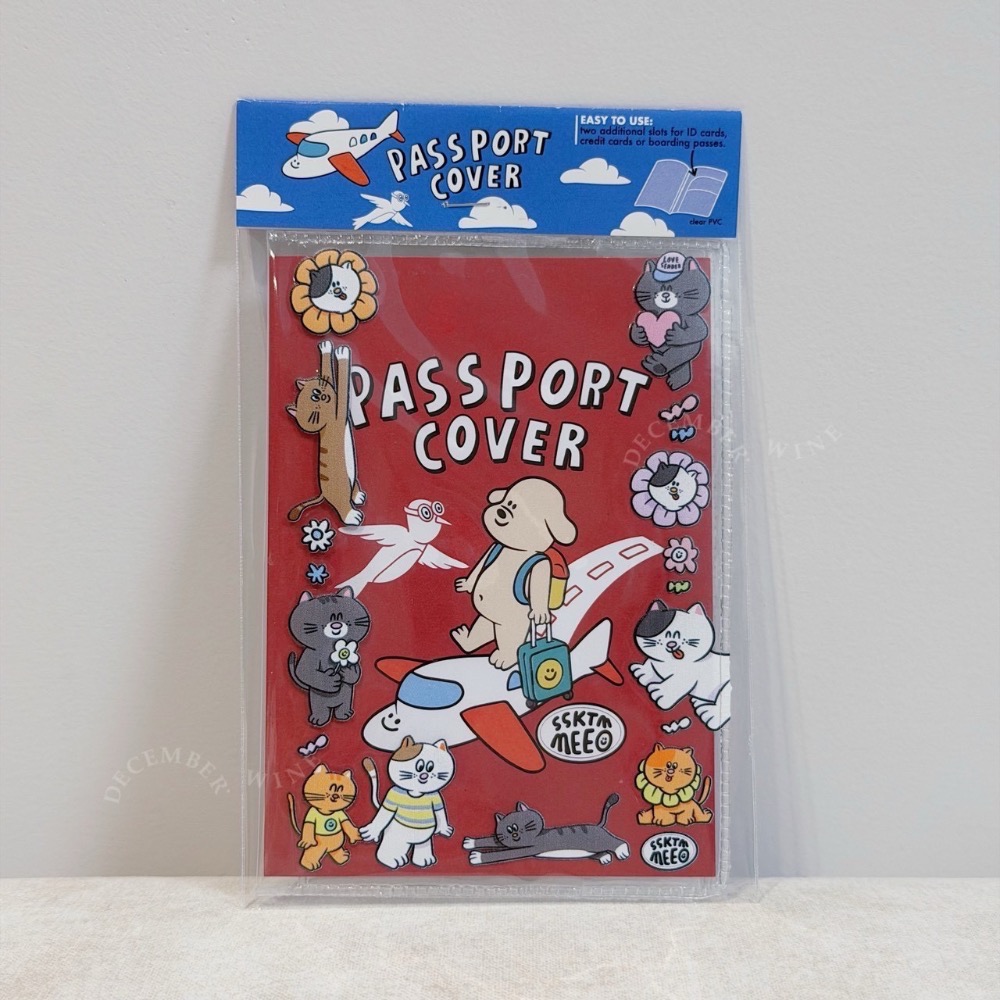 PASSPORT
COVER
EASY TO USE:
two additional slots for ID cards,
credit cards or boarding passes.
clear PVC
LOVE
SENDER
PASSPORT
COVER
DECEMBER WINE
SSKTM
MEEO
DECEMBER WINE
SSKTM
MEEO